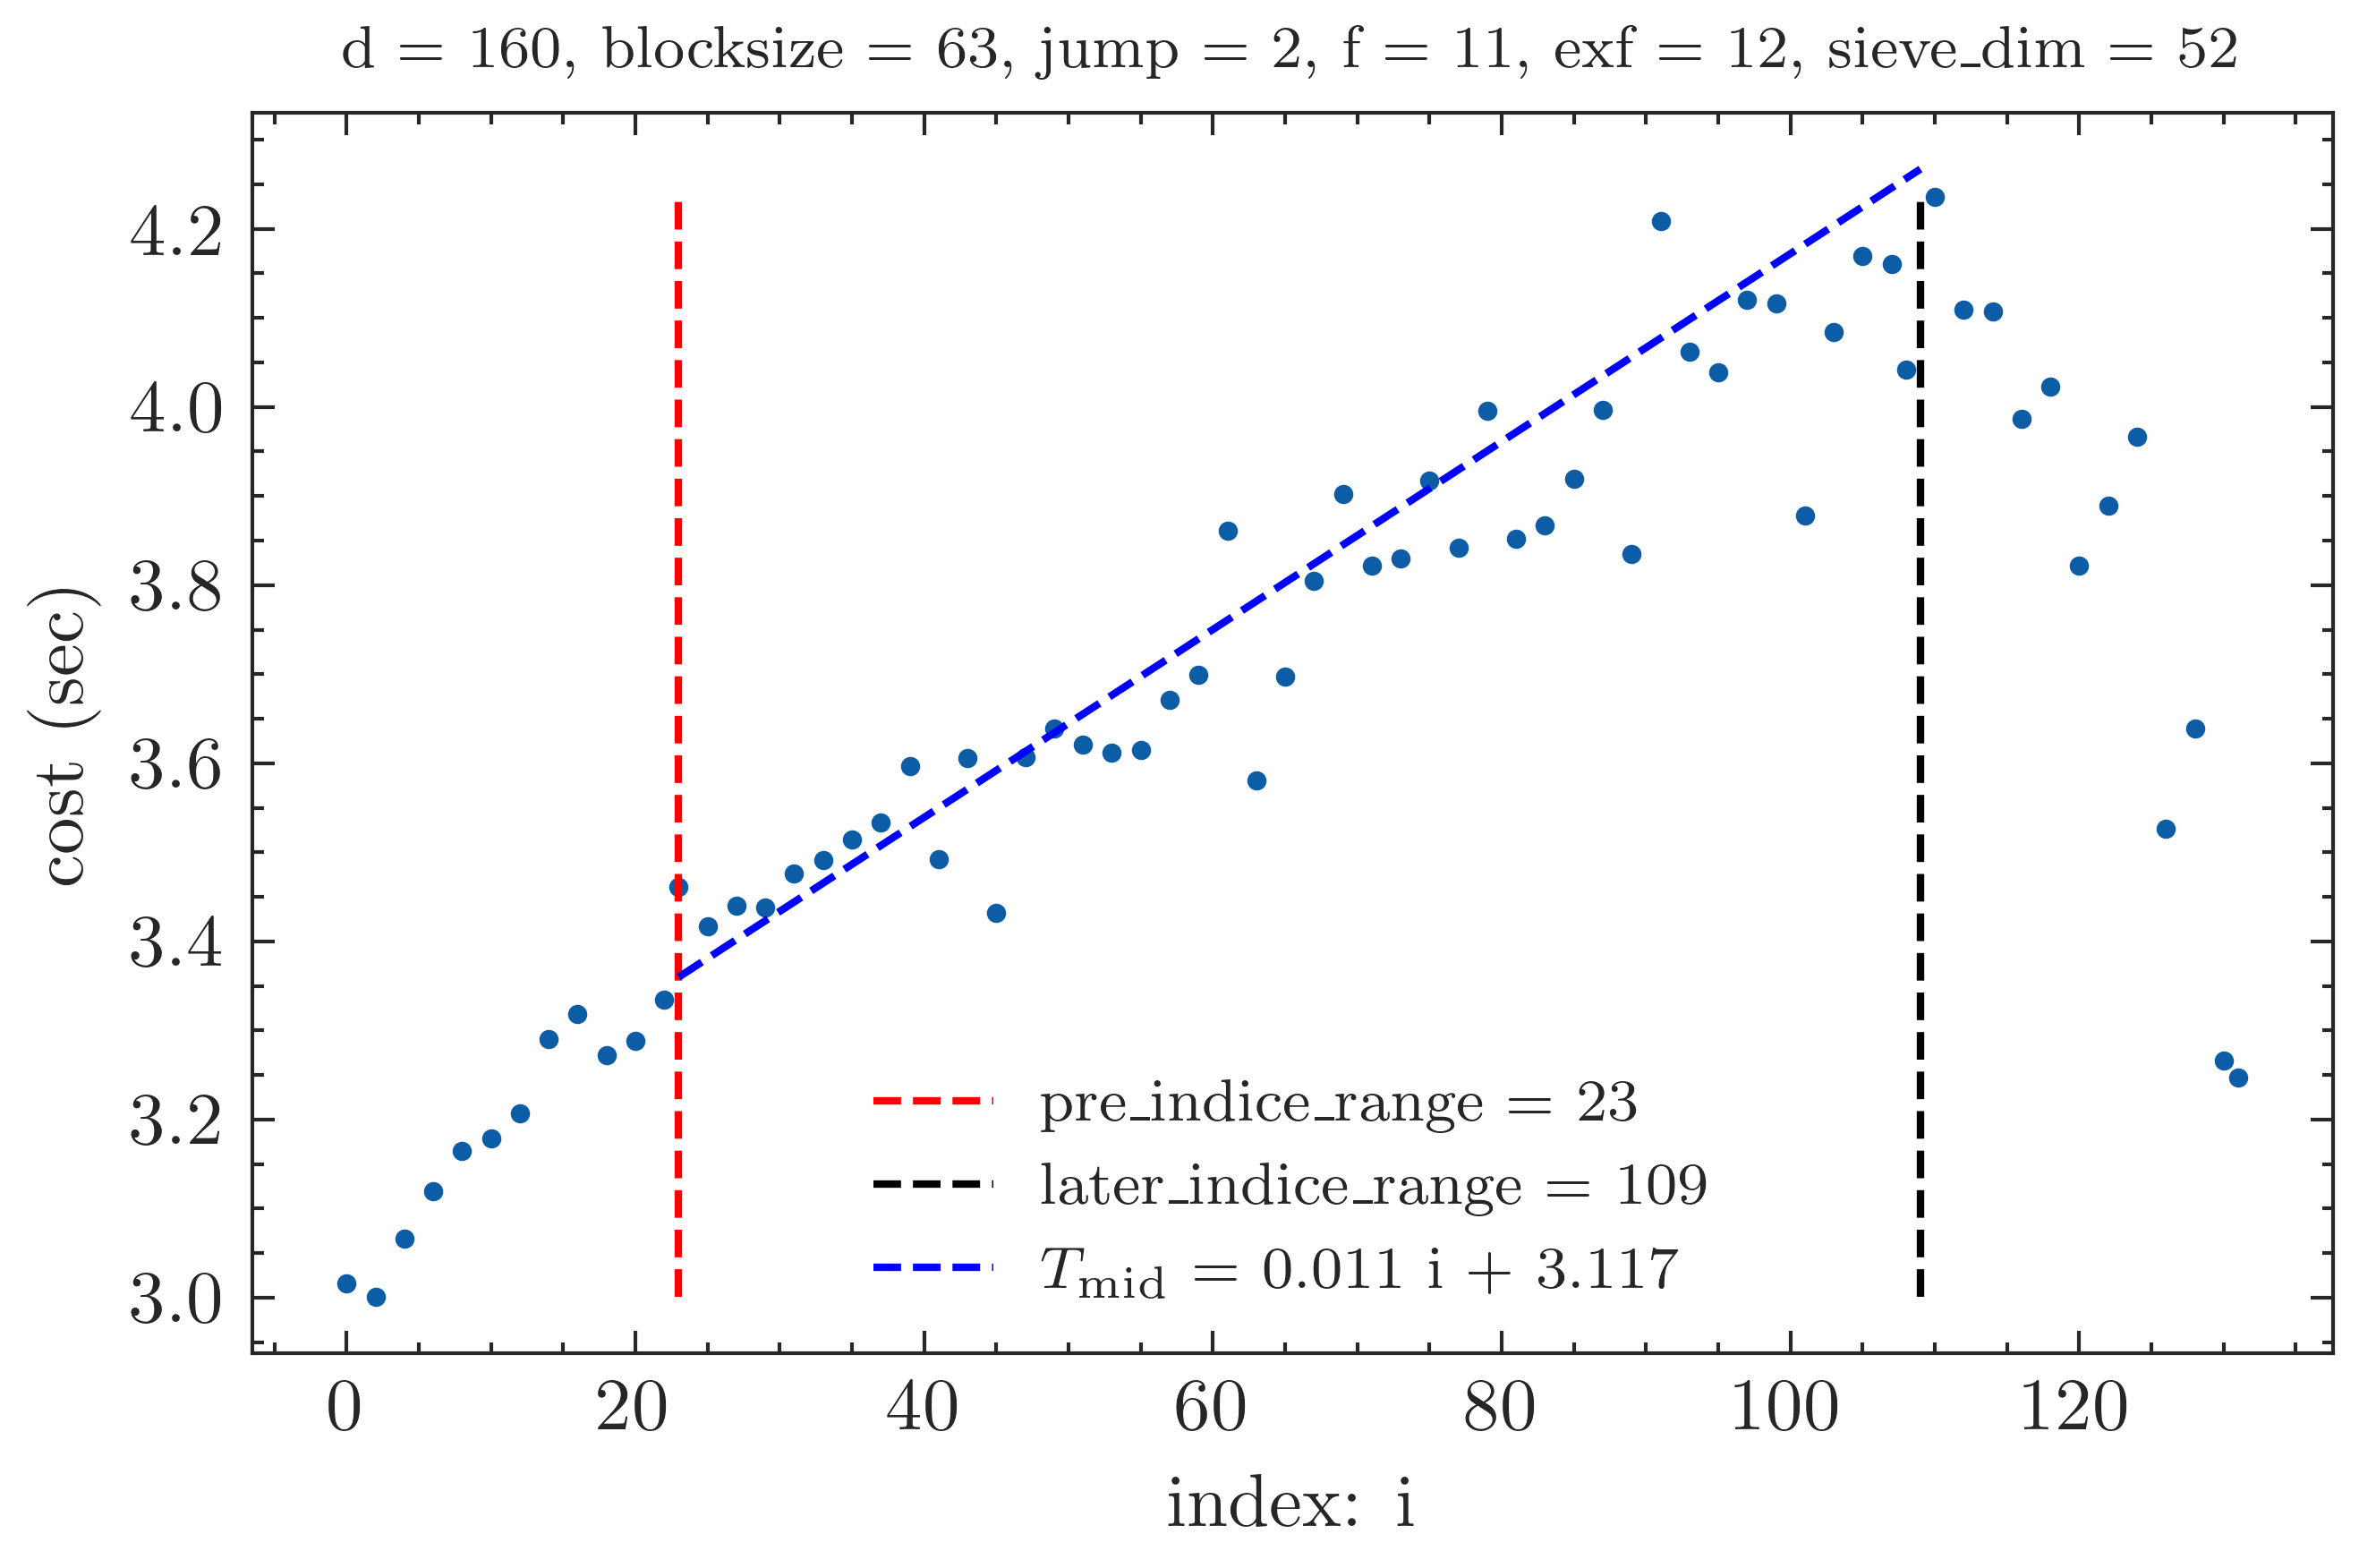 d = 160, blocksize = 63, jump = 2, f = 11, exf = 12, sieve_dim = 52
4.2
4.0
3.8
3.6
3.4
3.2
3.0
cost (sec)
pre_indice_range = 23
later_indice_range = 109
T_mid = 0.011 i + 3.117
0 20 40 60 80 100 120
index: i